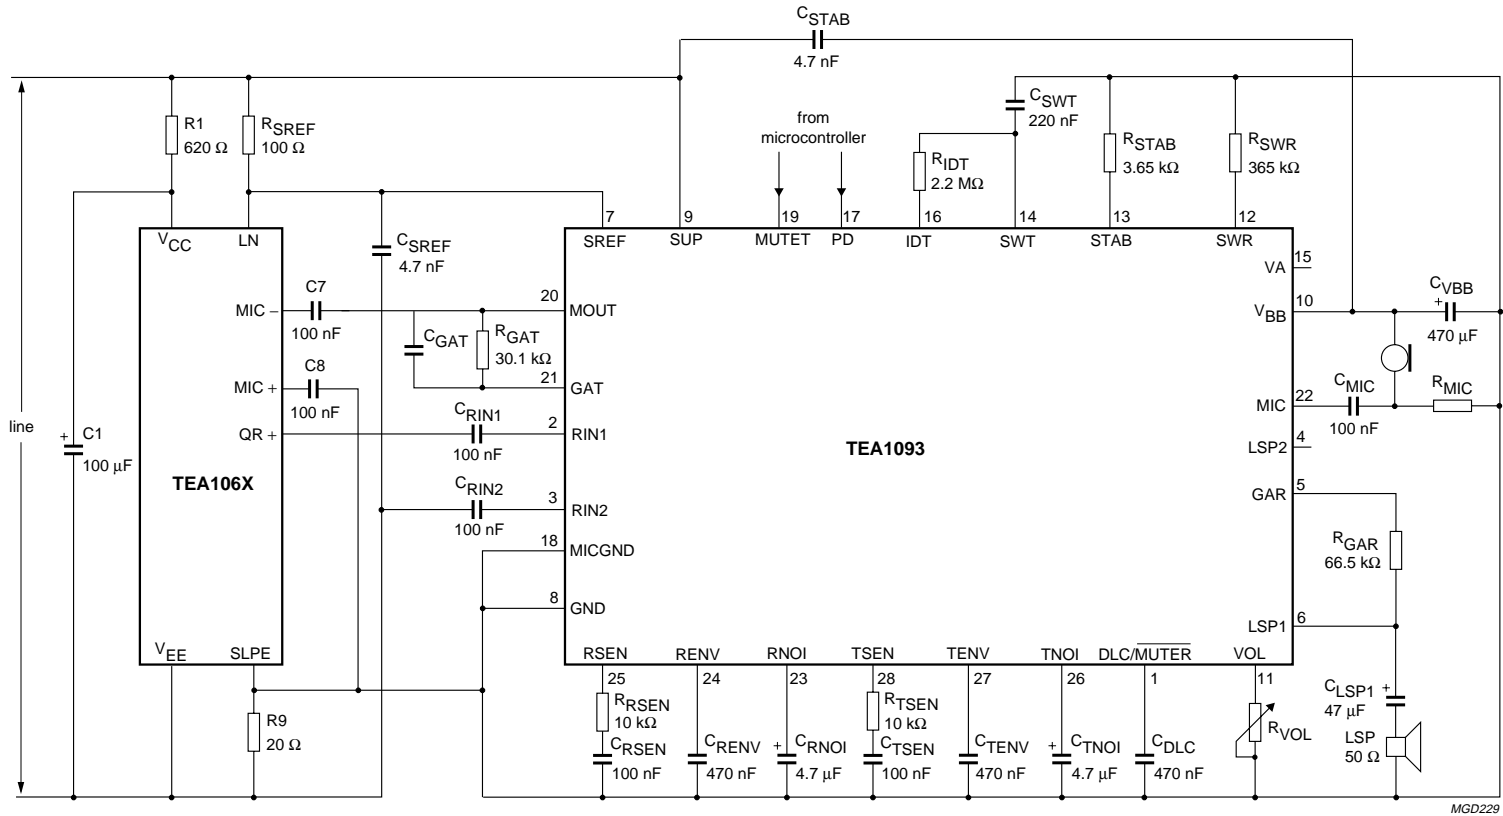 CSTAB
4.7 nF
R1
620 Ω
RSREF
100 Ω
from
microcontroller
CSWT
220 nF
RIDT
2.2 MΩ
RSTAB
3.65 kΩ
RSWR
365 kΩ
7
9
19
17
16
14
13
12
VCC
LN
SREF
SUP
MUTET
PD
IDT
SWT
STAB
SWR
CSREF
4.7 nF
15
VA
C7
100 nF
MIC −
20
MOUT
10
VBB
CVBB
+
470 µF
CGAT
RGAT
30.1 kΩ
C8
100 nF
MIC +
21
GAT
CMIC
100 nF
RMIC
22
MIC
line
+
C1
100 µF
QR +
CRIN1
100 nF
2
RIN1
4
LSP2
TEA106X
TEA1093
CRIN2
100 nF
3
RIN2
5
GAR
18
MICGND
RGAR
66.5 kΩ
8
GND
6
LSP1
VEE
SLPE
RSEN
RENV
RNOI
TSEN
TENV
TNOI
DLC/MUTER
VOL
25
24
23
28
27
26
1
11
R9
20 Ω
RRSEN
10 kΩ
CRSEN
100 nF
CRENV
470 nF
+
CRNOI
4.7 µF
RTSEN
10 kΩ
CTSEN
100 nF
CTENV
470 nF
+
CTNOI
4.7 µF
CDLC
470 nF
RVOL
CLSP1
+
47 µF
LSP
50 Ω
MGD229